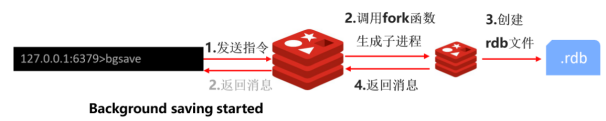 127.0.0.1:6379>bgsave
1.发送指令
2.返回消息
Background saving started
2.调用fork函数
生成子进程
4.返回消息
3.创建
rdb文件
.rdb